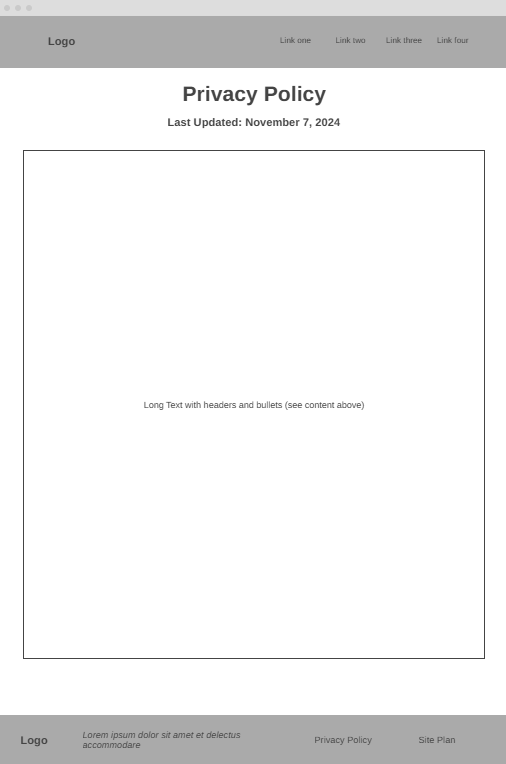 Logo
Link one Link two Link three Link four
Privacy Policy
Last Updated: November 7, 2024
Long Text with headers and bullets (see content above)
Logo
Lorem ipsum dolor sit amet et delectus
accommodare
Privacy Policy
Site Plan